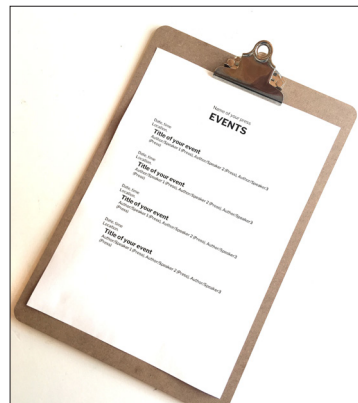 Name of your press
EVENTS
Date, time
Location
Title of your event
Author/Speaker 1 (Press), Author/Speaker 2 (Press), Author/Speaker 3
(Press)
Date, time
Location
Title of your event
Author/Speaker 1 (Press), Author/Speaker 2 (Press), Author/Speaker 3
(Press)
Date, time
Location
Title of your event
Author/Speaker 1 (Press), Author/Speaker 2 (Press), Author/Speaker 3
(Press)
Date, time
Location
Title of your event
Author/Speaker 1 (Press), Author/Speaker 2 (Press), Author/Speaker 3
(Press)